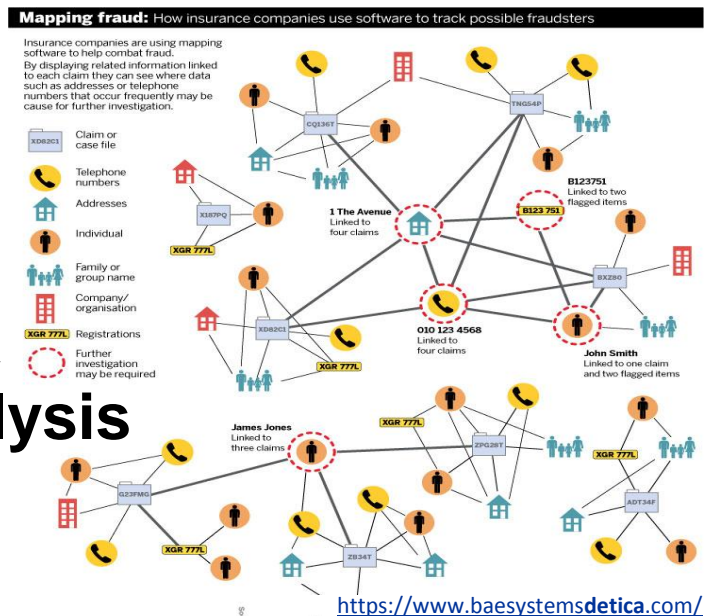 Mapping fraud: How insurance companies use software to track possible fraudsters
Insurance companies are using mapping
software to help combat fraud.
By displaying related information linked
to each claim they can see where data
such as addresses or telephone
numbers that occur frequently may be
cause for further investigation.
XD82C1
Claim or
case file
Telephone
numbers
Addresses
Individual
Family or
group name
Company/
organisation
XGR 777L
Registrations
Further
investigation
may be required
CQ136T
TNG54P
X187PQ
XGR 777L
1 The Avenue
Linked to
four claims
B123751
Linked to two
flagged items
B123 751
BXZ80
XD82C1
XGR 777L
010 123 4568
Linked to
four claims
John Smith
Linked to one claim
and two flagged items
lysis
James Jones
Linked to
three claims
XGR 777L
ZPG28T
XGR 777L
G23FMG
ADT34F
XGR 777L
ZB34T
https://www.baesystemsdetica.com/